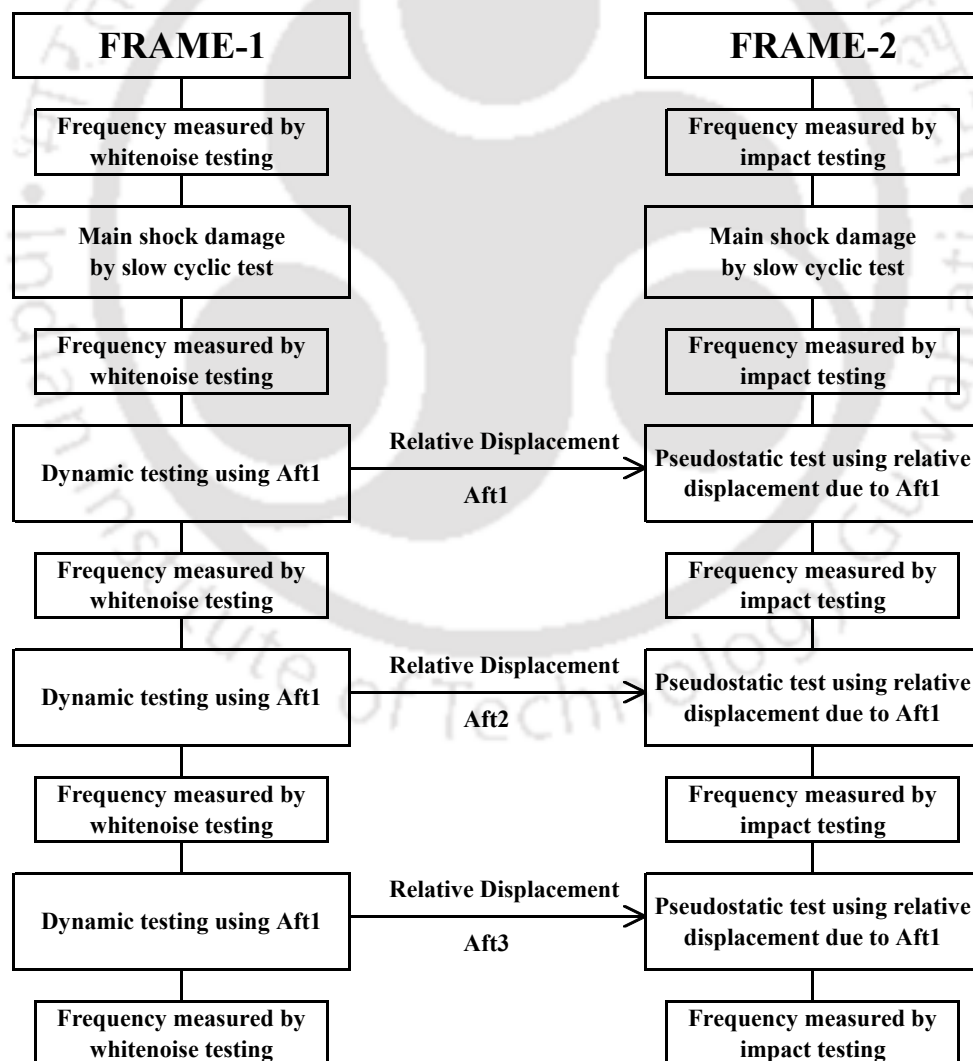 FRAME-1
FRAME-2
Frequency measured by
whitenoise testing
Frequency measured by
impact testing
Main shock damage
by slow cyclic test
Main shock damage
by slow cyclic test
Frequency measured by
whitenoise testing
Frequency measured by
impact testing
Dynamic testing using Aft1
Relative Displacement
Aft1
Pseudostatic test using relative
displacement due to Aft1
Frequency measured by
whitenoise testing
Frequency measured by
impact testing
Dynamic testing using Aft1
Relative Displacement
Aft2
Pseudostatic test using relative
displacement due to Aft1
Frequency measured by
whitenoise testing
Frequency measured by
impact testing
Dynamic testing using Aft1
Relative Displacement
Aft3
Pseudostatic test using relative
displacement due to Aft1
Frequency measured by
whitenoise testing
Frequency measured by
impact testing
Indian Institute of Technology Guwahati